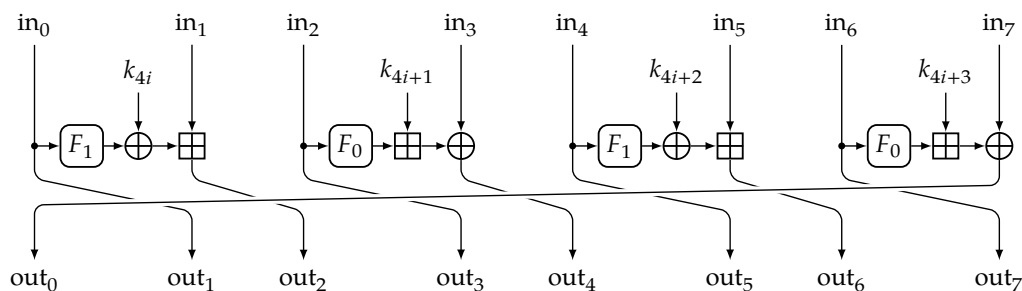 in₀ in₁ in₂ in₃ in₄ in₅ in₆ in₇
k₄ᵢ k₄ᵢ₊₁ k₄ᵢ₊₂ k₄ᵢ₊₃
F₁ F₀ F₁ F₀
out₀ out₁ out₂ out₃ out₄ out₅ out₆ out₇